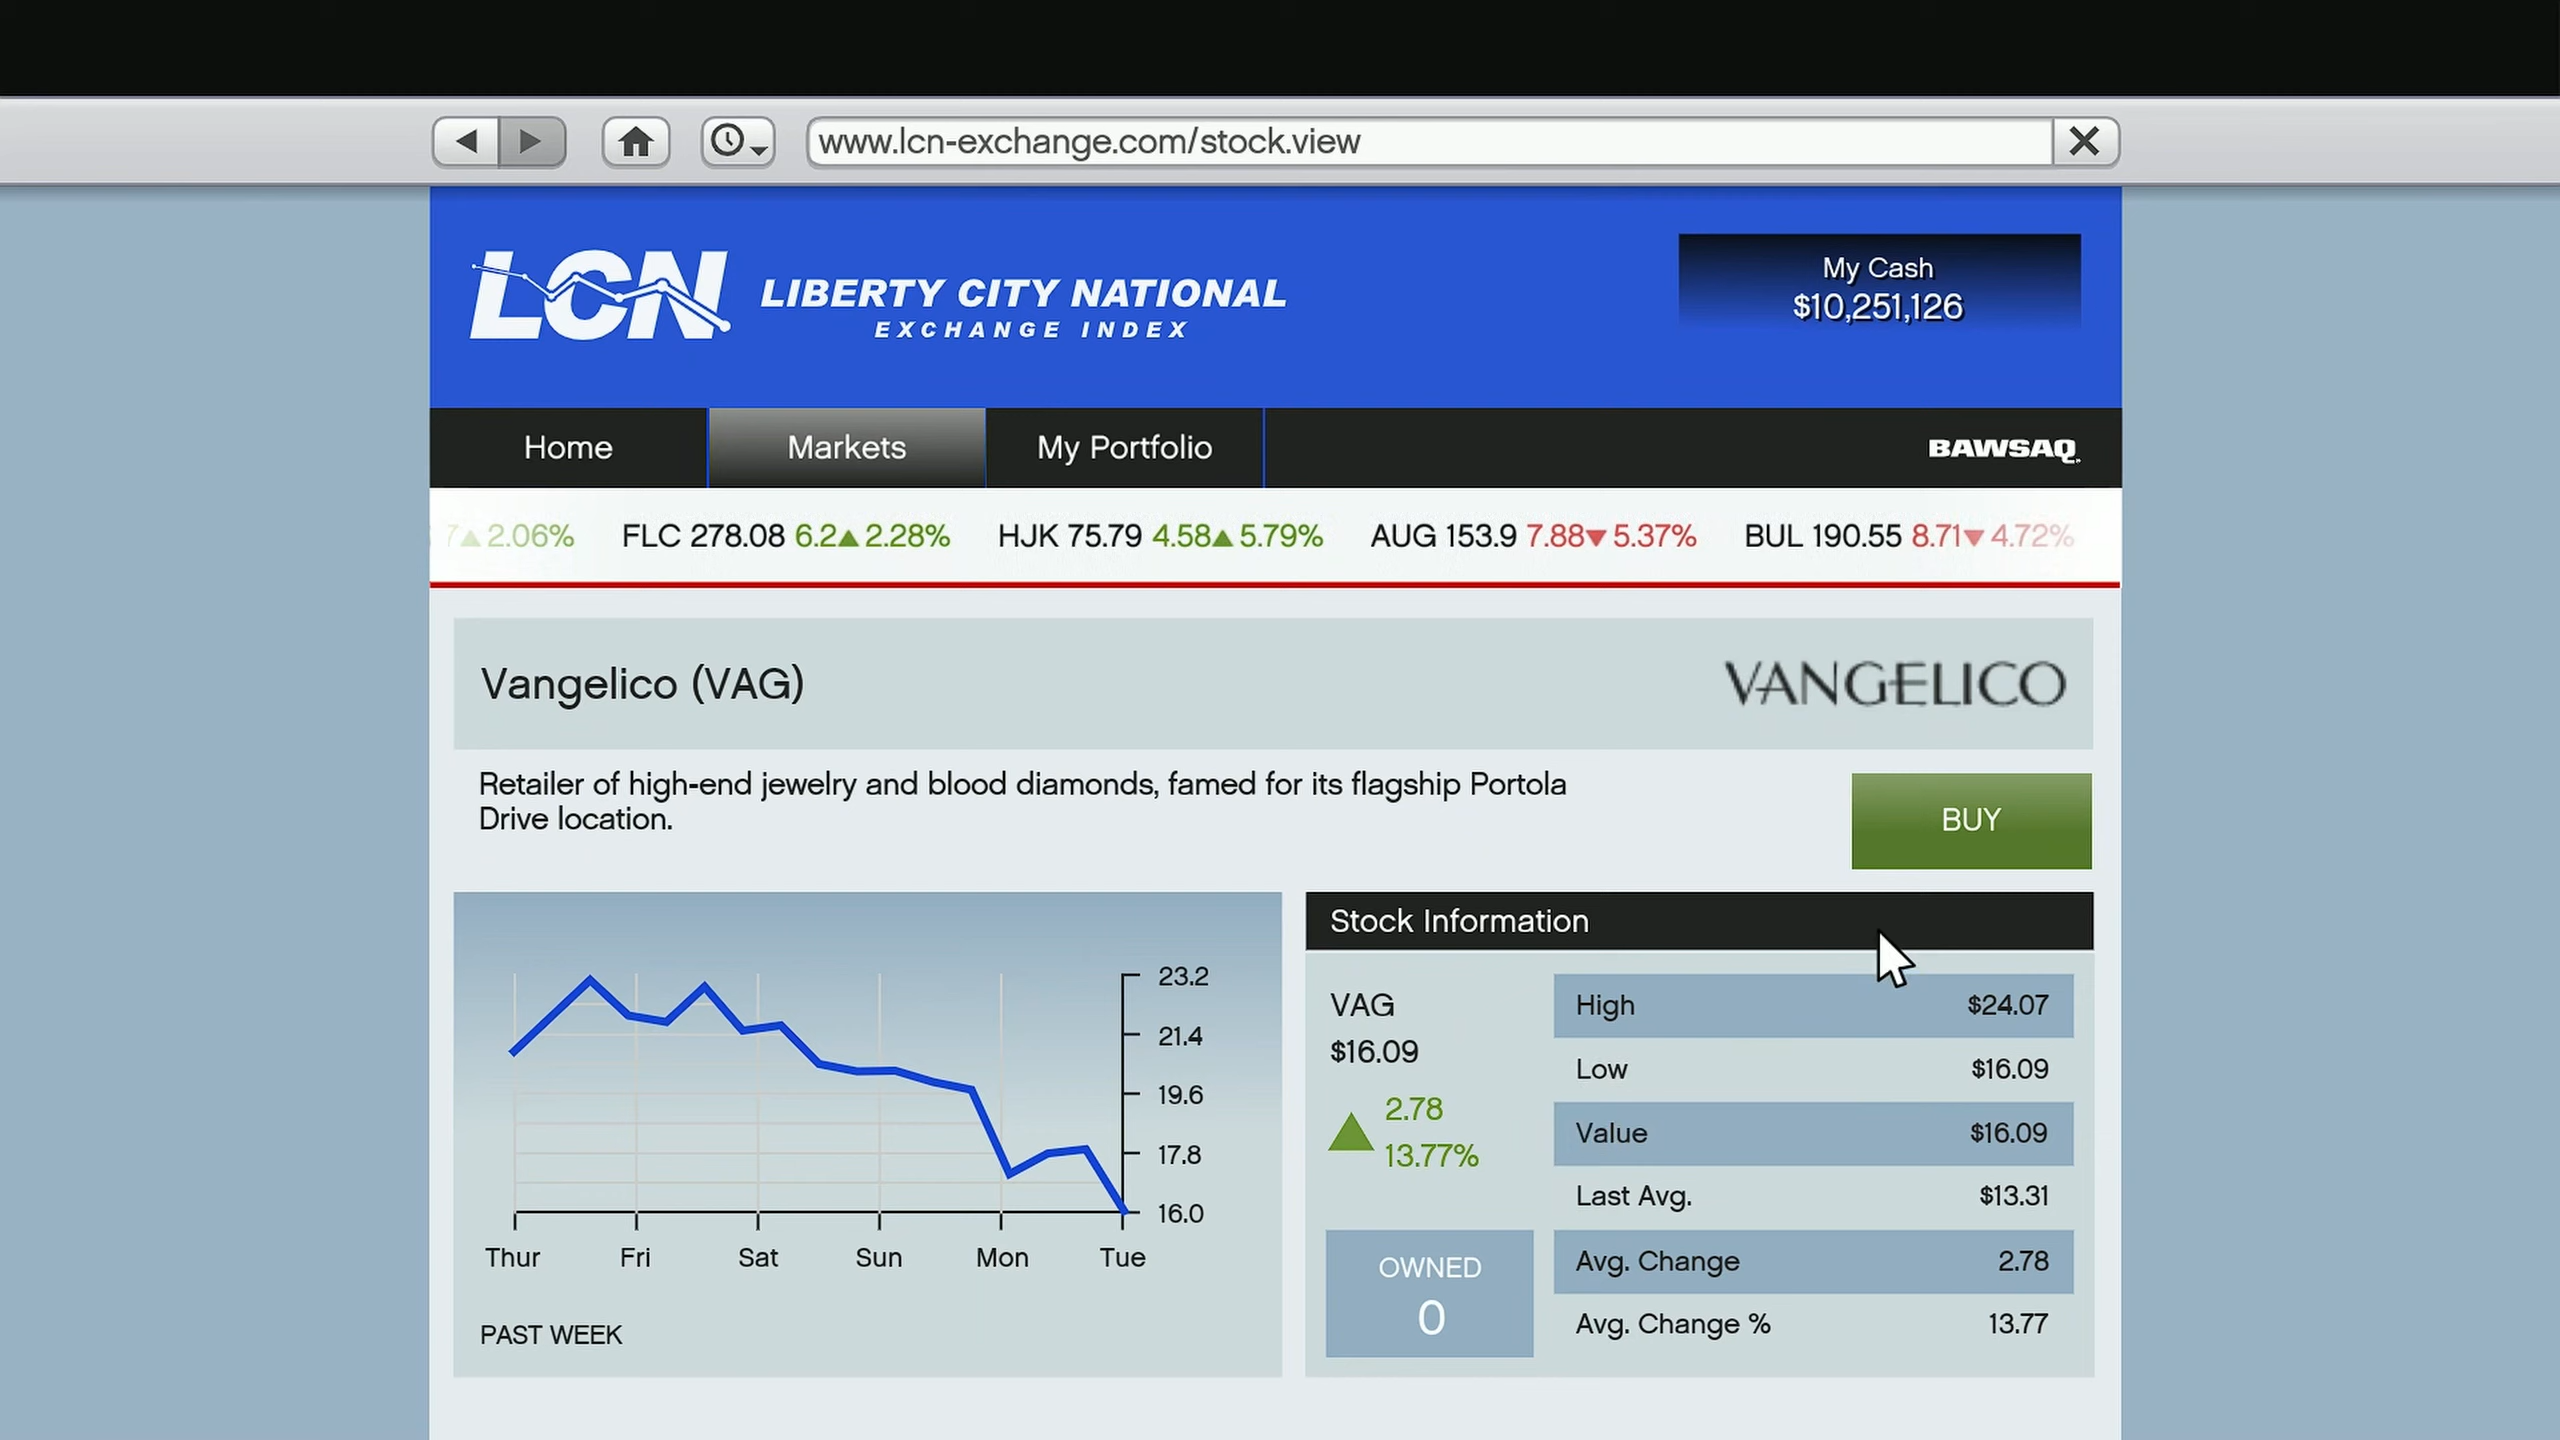 www.lcn-exchange.com/stock.view
LCN
LIBERTY CITY NATIONAL
EXCHANGE INDEX
My Cash
$10,251,126
Home Markets My Portfolio BAWSAQ
7▲2.06% FLC 278.08 6.2▲2.28% HJK 75.79 4.58▲5.79% AUG 153.9 7.88▼5.37% BUL 190.55 8.71▼4.72%
Vangelico (VAG) VANGELICO
Retailer of high-end jewelry and blood diamonds, famed for its flagship Portola
Drive location.
BUY
23.2
21.4
19.6
17.8
16.0
Thur Fri Sat Sun Mon Tue
PAST WEEK
Stock Information
VAG
$16.09
2.78
13.77%
OWNED
0
High $24.07
Low $16.09
Value $16.09
Last Avg. $13.31
Avg. Change 2.78
Avg. Change % 13.77